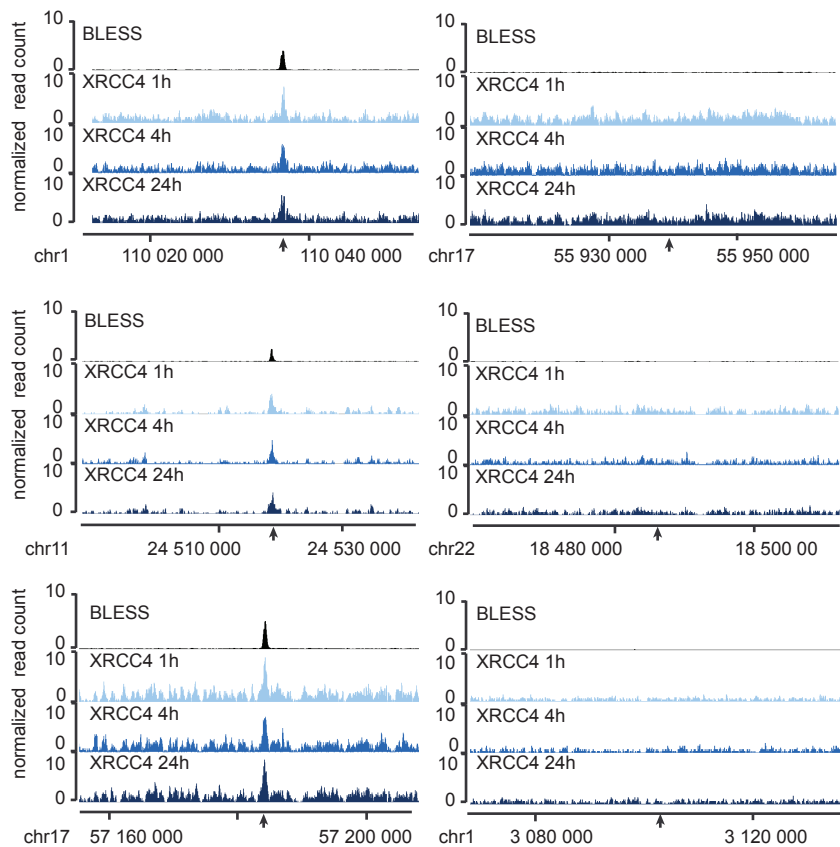 10
BLESS
0
10
XRCC4 1h
0
10
XRCC4 4h
0
10
XRCC4 24h
0
normalized read count
chr1
110 020 000
110 040 000
10
BLESS
0
10
XRCC4 1h
0
10
XRCC4 4h
0
10
XRCC4 24h
0
chr17
55 930 000
55 950 000
10
BLESS
0
10
XRCC4 1h
0
10
XRCC4 4h
0
10
XRCC4 24h
0
normalized read count
chr11
24 510 000
24 530 000
10
BLESS
0
10
XRCC4 1h
0
10
XRCC4 4h
0
10
XRCC4 24h
0
chr22
18 480 000
18 500 00
10
BLESS
0
10
XRCC4 1h
0
10
XRCC4 4h
0
10
XRCC4 24h
0
normalized read count
chr17
57 160 000
57 200 000
10
BLESS
0
10
XRCC4 1h
0
10
XRCC4 4h
0
10
XRCC4 24h
0
chr1
3 080 000
3 120 000